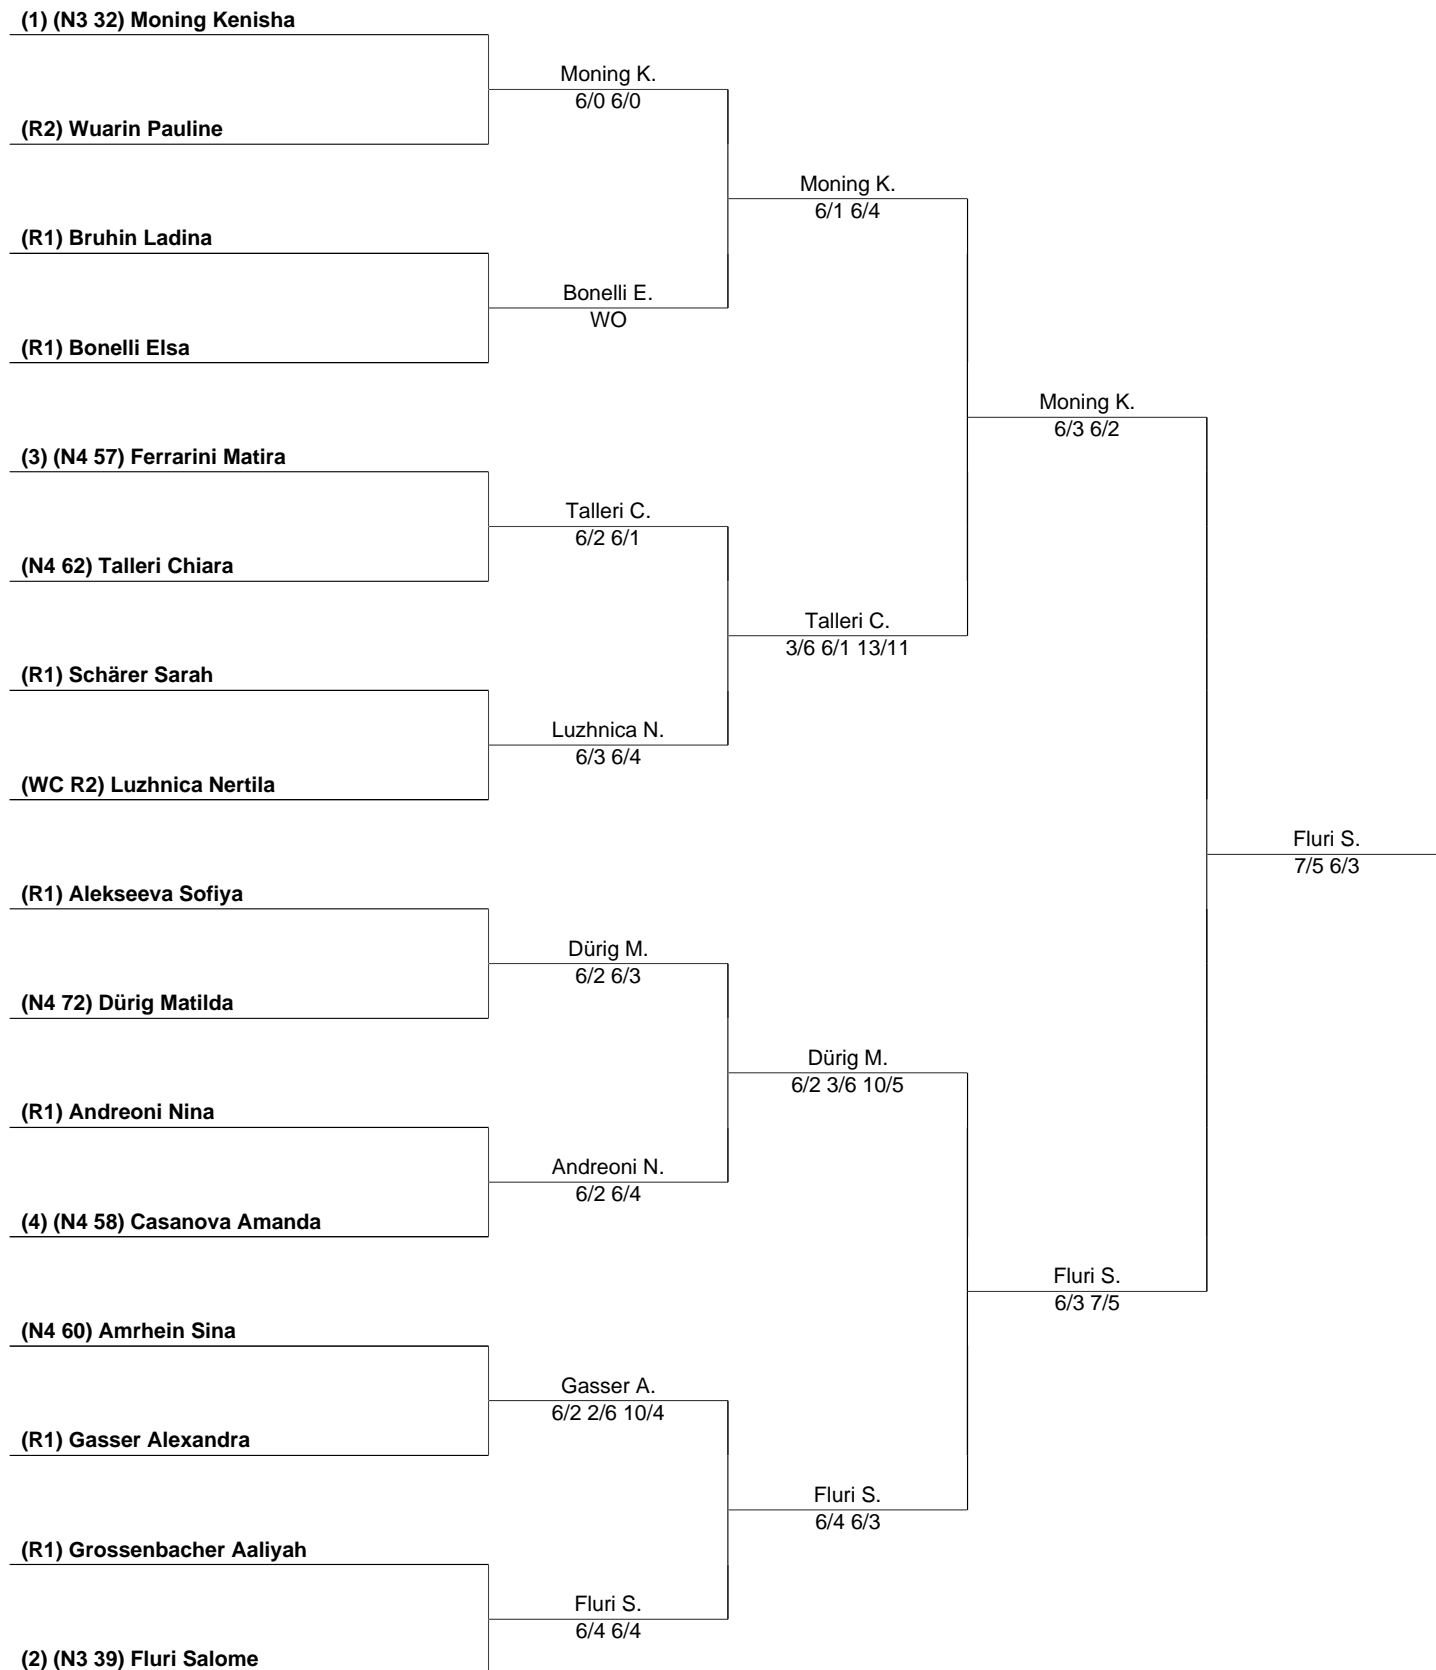 (1) (N3 32) Moning Kenisha
Moning K.
6/0 6/0
(R2) Wuarin Pauline
Moning K.
6/1 6/4
(R1) Bruhin Ladina
Bonelli E.
WO
(R1) Bonelli Elsa
Moning K.
6/3 6/2
(3) (N4 57) Ferrarini Matira
Talleri C.
6/2 6/1
(N4 62) Talleri Chiara
Talleri C.
3/6 6/1 13/11
(R1) Schärer Sarah
Luzhnica N.
6/3 6/4
(WC R2) Luzhnica Nertila
Fluri S.
7/5 6/3
(R1) Alekseeva Sofiya
Dürig M.
6/2 6/3
(N4 72) Dürig Matilda
Dürig M.
6/2 3/6 10/5
(R1) Andreoni Nina
Andreoni N.
6/2 6/4
(4) (N4 58) Casanova Amanda
Fluri S.
6/3 7/5
(N4 60) Amrhein Sina
Gasser A.
6/2 2/6 10/4
(R1) Gasser Alexandra
Fluri S.
6/4 6/3
(R1) Grossenbacher Aaliyah
Fluri S.
6/4 6/4
(2) (N3 39) Fluri Salome